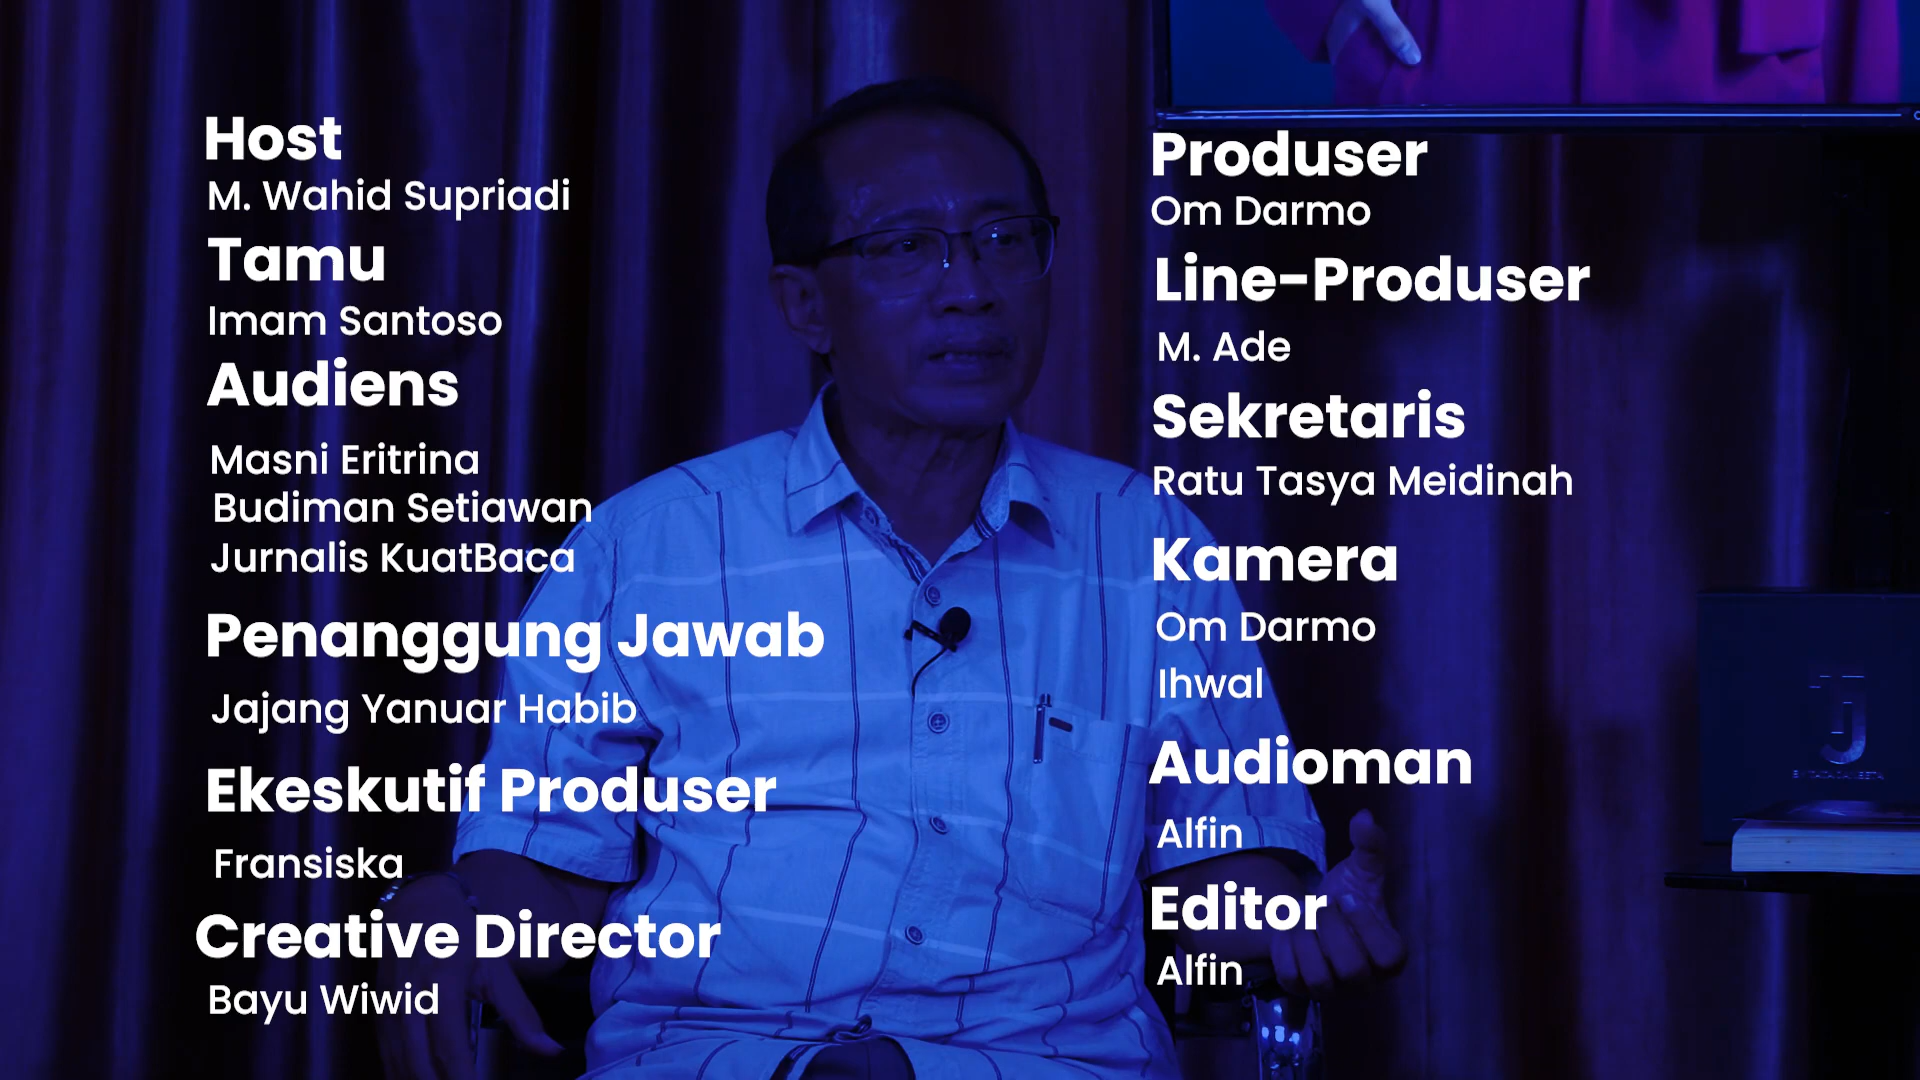 Host
M. Wahid Supriadi
Tamu
Imam Santoso
Audiens
Masni Eritrina
Budiman Setiawan
Jurnalis KuatBaca
Penanggung Jawab
Jajang Yanuar Habib
Ekeskutif Produser
Fransiska
Creative Director
Bayu Wiwid
Produser
Om Darmo
Line-Produser
M. Ade
Sekretaris
Ratu Tasya Meidinah
Kamera
Om Darmo
Ihwal
Audioman
Alfin
Editor
Alfin